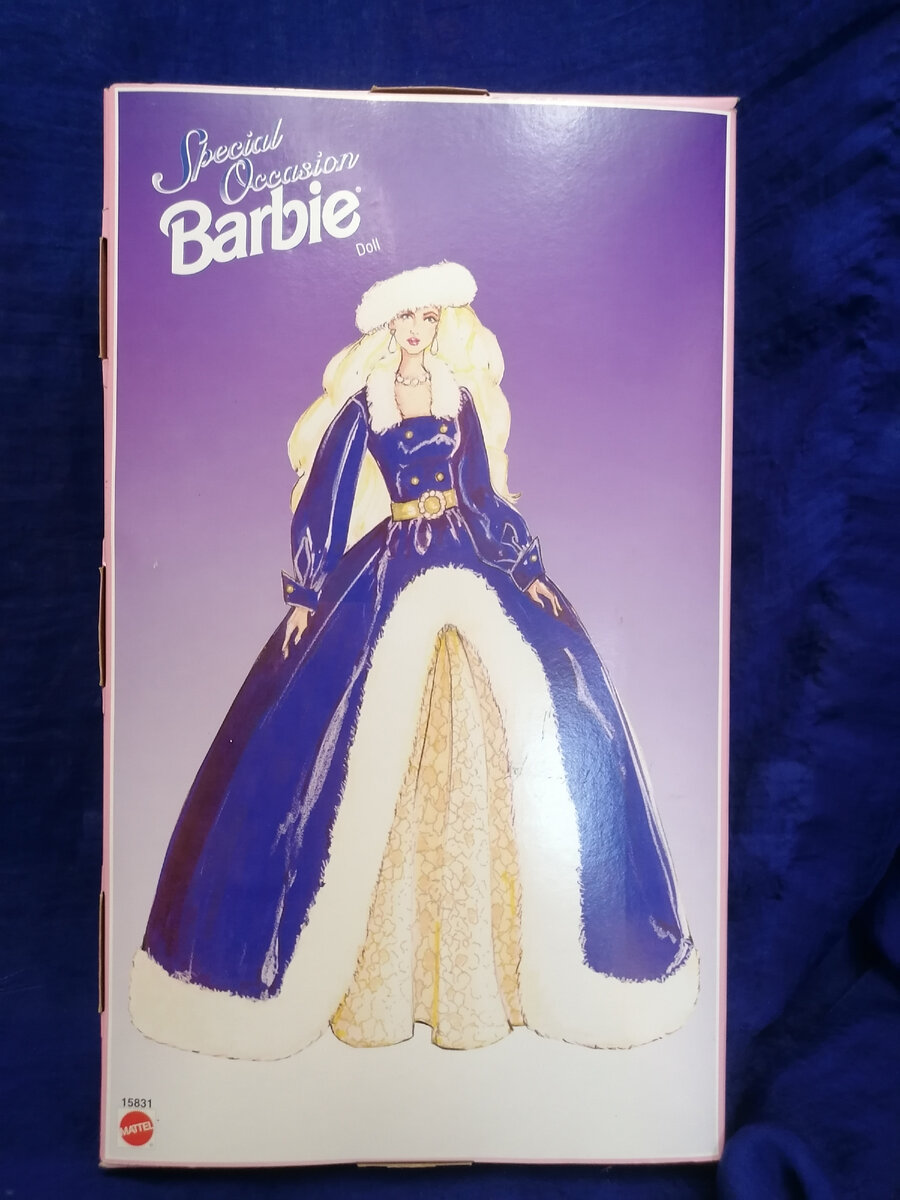 Special
Occasion
Barbie®
Doll
15831
MATTEL